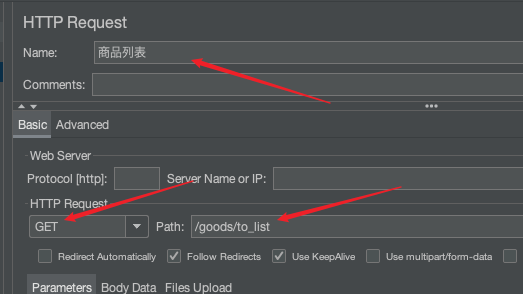 HTTP Request
Name: 商品列表
Comments:
Basic Advanced
Web Server
Protocol [http]: Server Name or IP:
HTTP Request
GET Path: /goods/to_list
Redirect Automatically Follow Redirects Use KeepAlive Use multipart/form-data
Parameters Body Data Files Upload